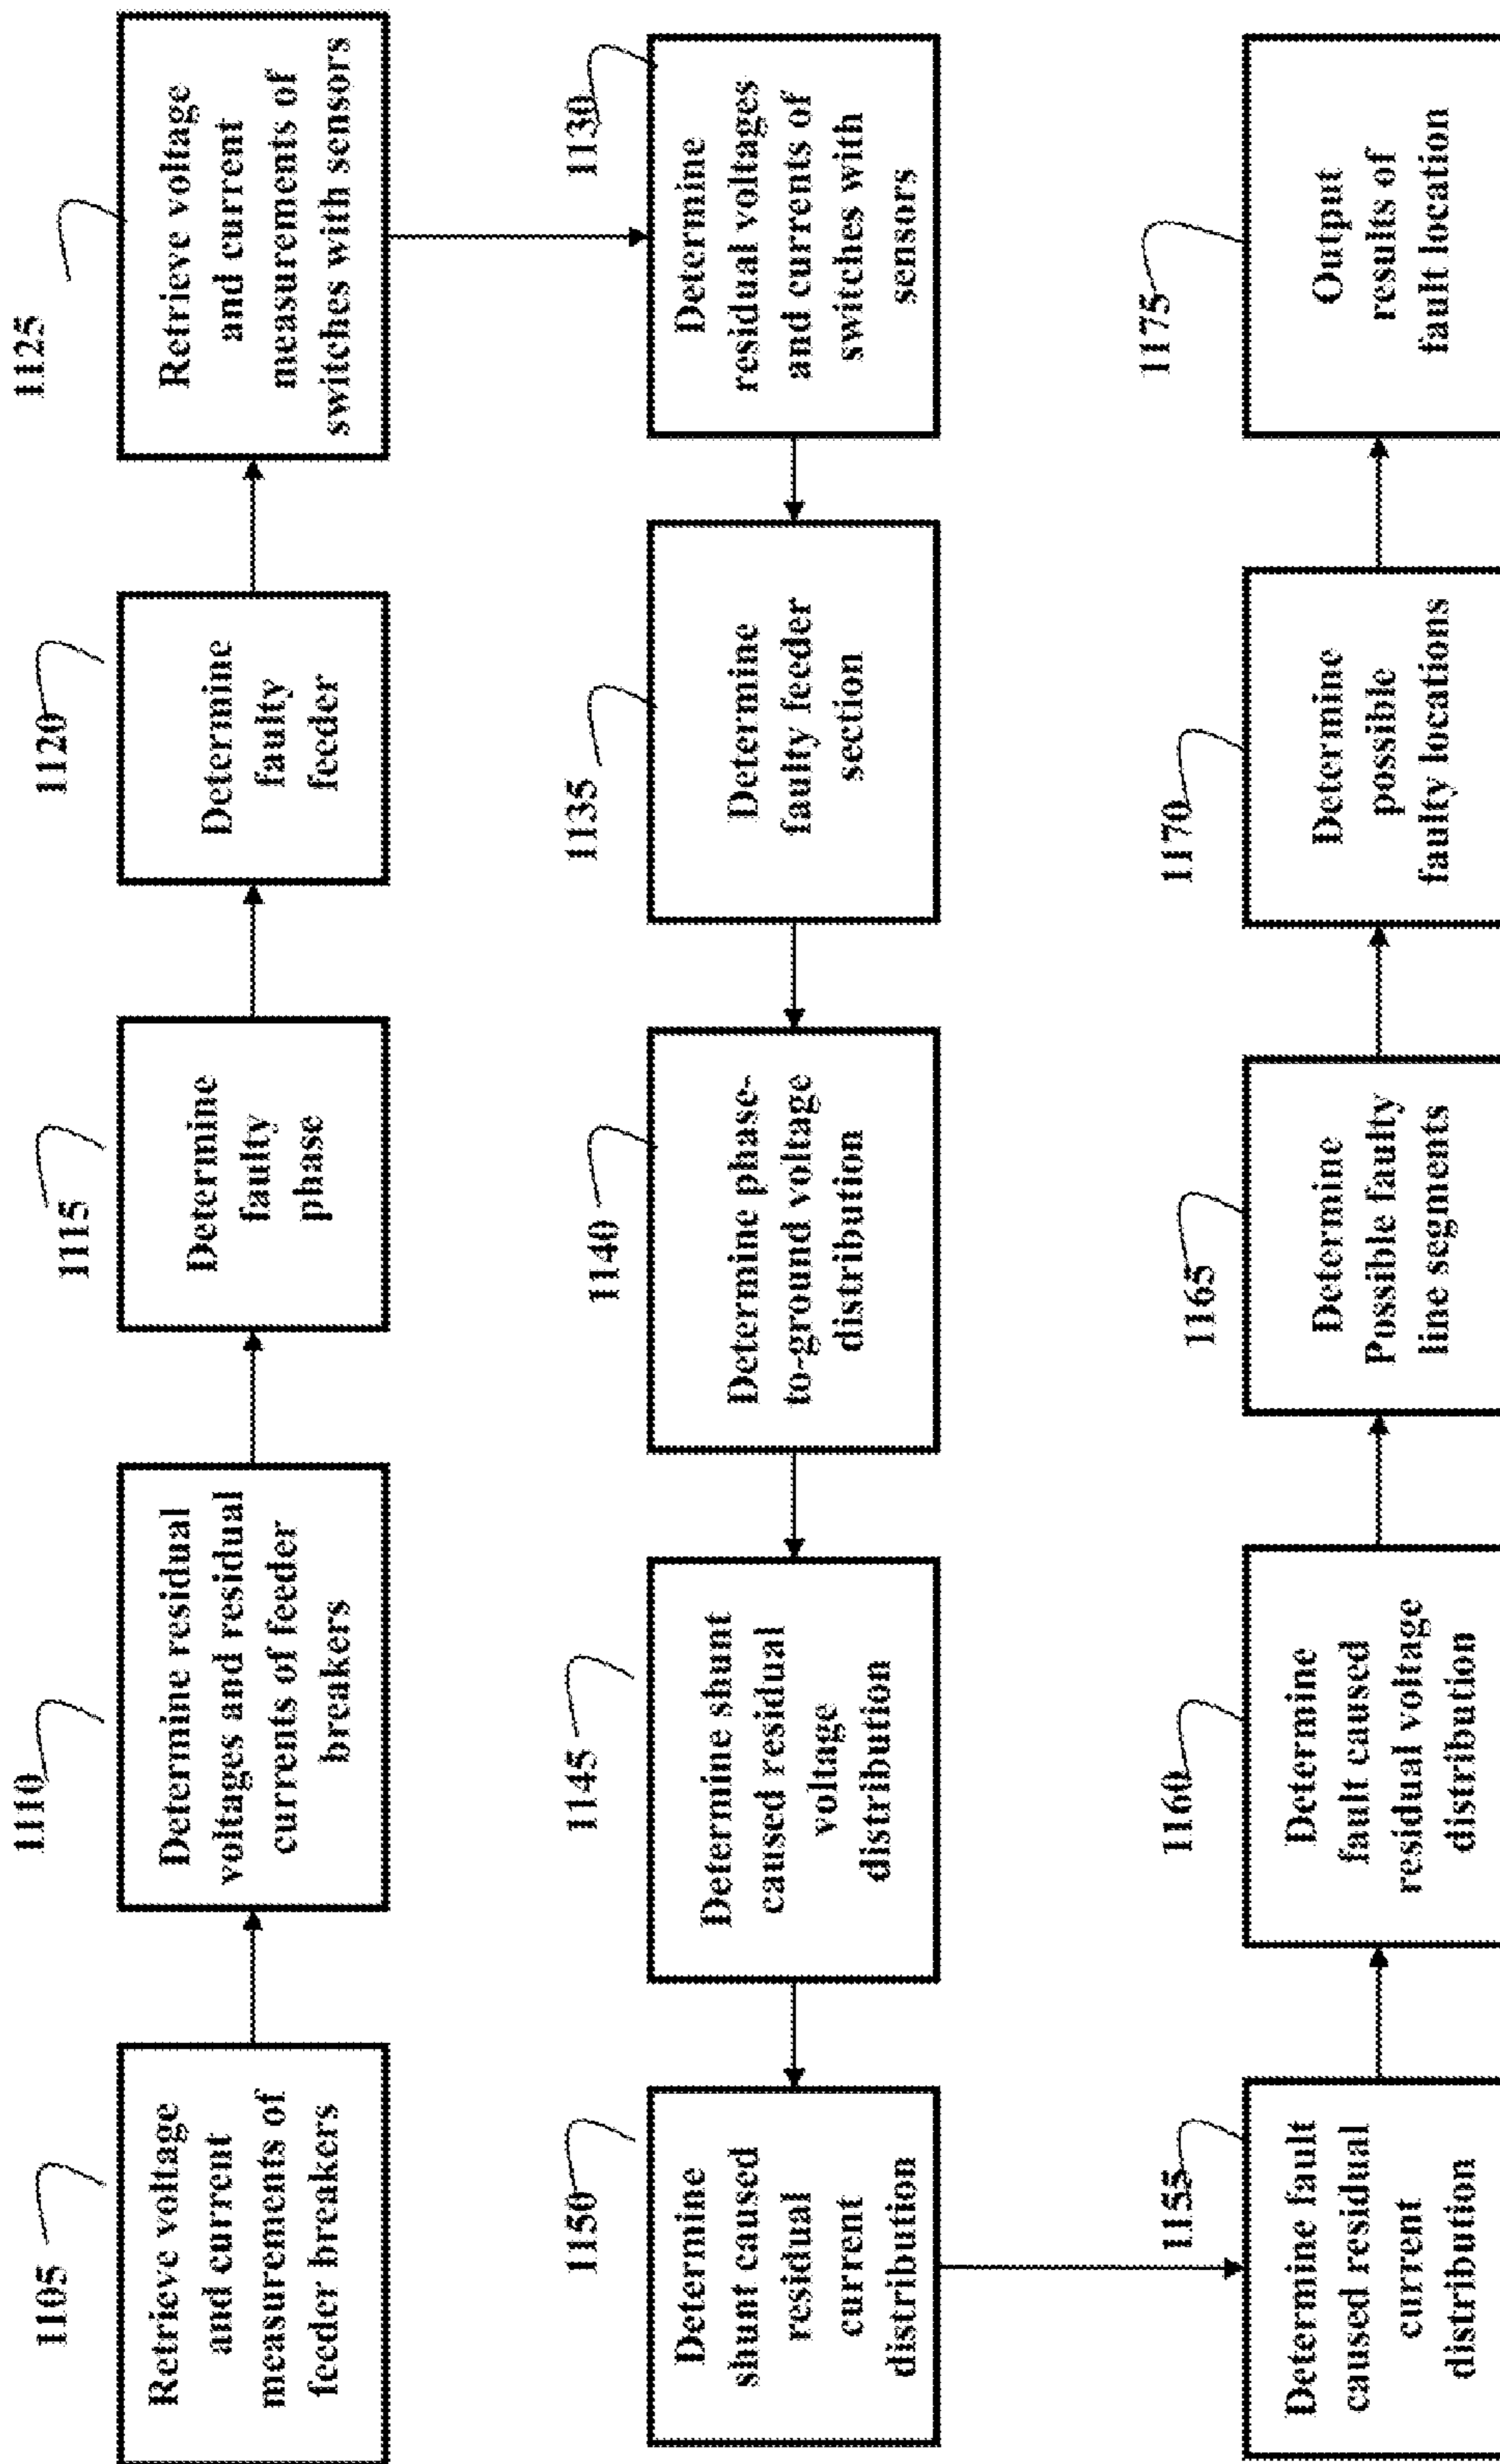 1105
Retrieve voltage
and current
measurements of
feeder breakers
1110
Determine residual
voltages and residual
currents of feeder
breakers
1115
Determine
faulty
phase
1120
Determine
faulty
feeder
1125
Retrieve voltage
and current
measurements of
switches with sensors
1130
Determine
residual voltages
and currents of
switches with
sensors
1135
Determine
faulty feeder
section
1140
Determine phase-
to-ground voltage
distribution
1145
Determine shunt
caused residual
voltage
distribution
1150
Determine
shunt caused
residual
current
distribution
1155
Determine fault
caused residual
current
distribution
1160
Determine
fault caused
residual voltage
distribution
1165
Determine
Possible faulty
line segments
1170
Determine
possible
faulty locations
1175
Output
results of
fault location